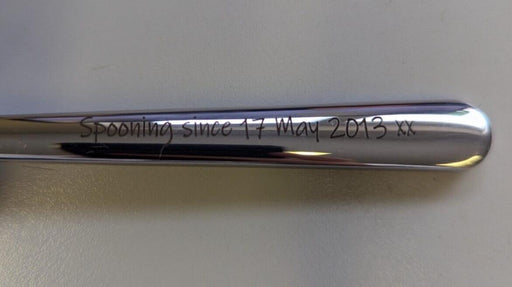 Spooning since 17 May 2013 xx